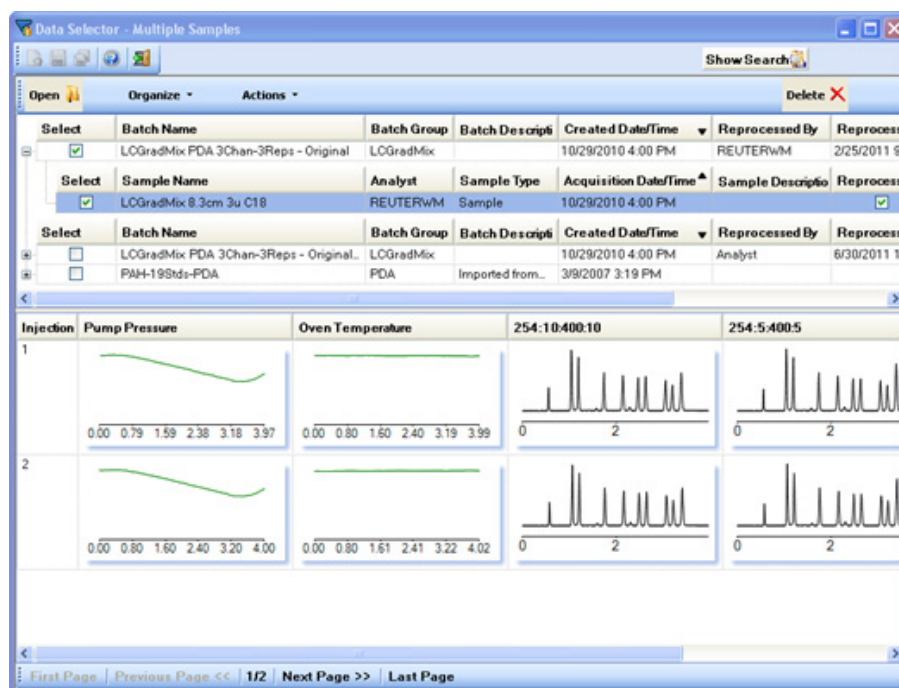 Data Selector - Multiple Samples
Show Search
Open Organize Actions Delete
Select Batch Name Batch Group Batch Descripti Created Date/Time Reprocessed By Reproces
LCGradMix PDA 3Chan-3Reps - Original LCGradMix 10/29/2010 4:00 PM REUTERWM 2/25/2011 9
Select Sample Name Analyst Sample Type Acquisition Date/Time Sample Descriptio Reproces
LCGradMix 8.3cm 3u C18 REUTERWM Sample 10/29/2010 4:00 PM
Select Batch Name Batch Group Batch Descripti Created Date/Time Reprocessed By Reproces
LCGradMix PDA 3Chan-3Reps - Original... LCGradMix 10/29/2010 4:00 PM Analyst 6/30/2011 1
PAH-19Stds-PDA PDA Imported from... 3/9/2007 3:19 PM
Injection Pump Pressure Oven Temperature 254:10:400:10 254:5:400:5
1
0.00 0.79 1.59 2.38 3.18 3.97 0.00 0.80 1.60 2.40 3.19 3.99 0 2 0 2
2
0.00 0.80 1.60 2.40 3.20 4.00 0.00 0.80 1.61 2.41 3.22 4.02 0 2 0 2
First Page Previous Page << 1/2 Next Page >> Last Page